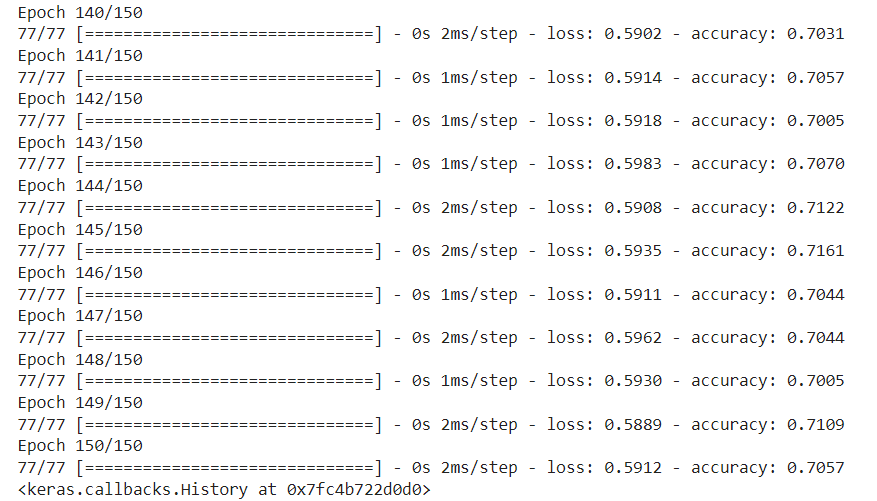 Epoch 140/150
77/77 [==============================] - 0s 2ms/step - loss: 0.5902 - accuracy: 0.7031
Epoch 141/150
77/77 [==============================] - 0s 1ms/step - loss: 0.5914 - accuracy: 0.7057
Epoch 142/150
77/77 [==============================] - 0s 1ms/step - loss: 0.5918 - accuracy: 0.7005
Epoch 143/150
77/77 [==============================] - 0s 1ms/step - loss: 0.5983 - accuracy: 0.7070
Epoch 144/150
77/77 [==============================] - 0s 2ms/step - loss: 0.5908 - accuracy: 0.7122
Epoch 145/150
77/77 [==============================] - 0s 2ms/step - loss: 0.5935 - accuracy: 0.7161
Epoch 146/150
77/77 [==============================] - 0s 1ms/step - loss: 0.5911 - accuracy: 0.7044
Epoch 147/150
77/77 [==============================] - 0s 2ms/step - loss: 0.5962 - accuracy: 0.7044
Epoch 148/150
77/77 [==============================] - 0s 1ms/step - loss: 0.5930 - accuracy: 0.7005
Epoch 149/150
77/77 [==============================] - 0s 2ms/step - loss: 0.5889 - accuracy: 0.7109
Epoch 150/150
77/77 [==============================] - 0s 2ms/step - loss: 0.5912 - accuracy: 0.7057
<keras.callbacks.History at 0x7fc4b722d0d0>